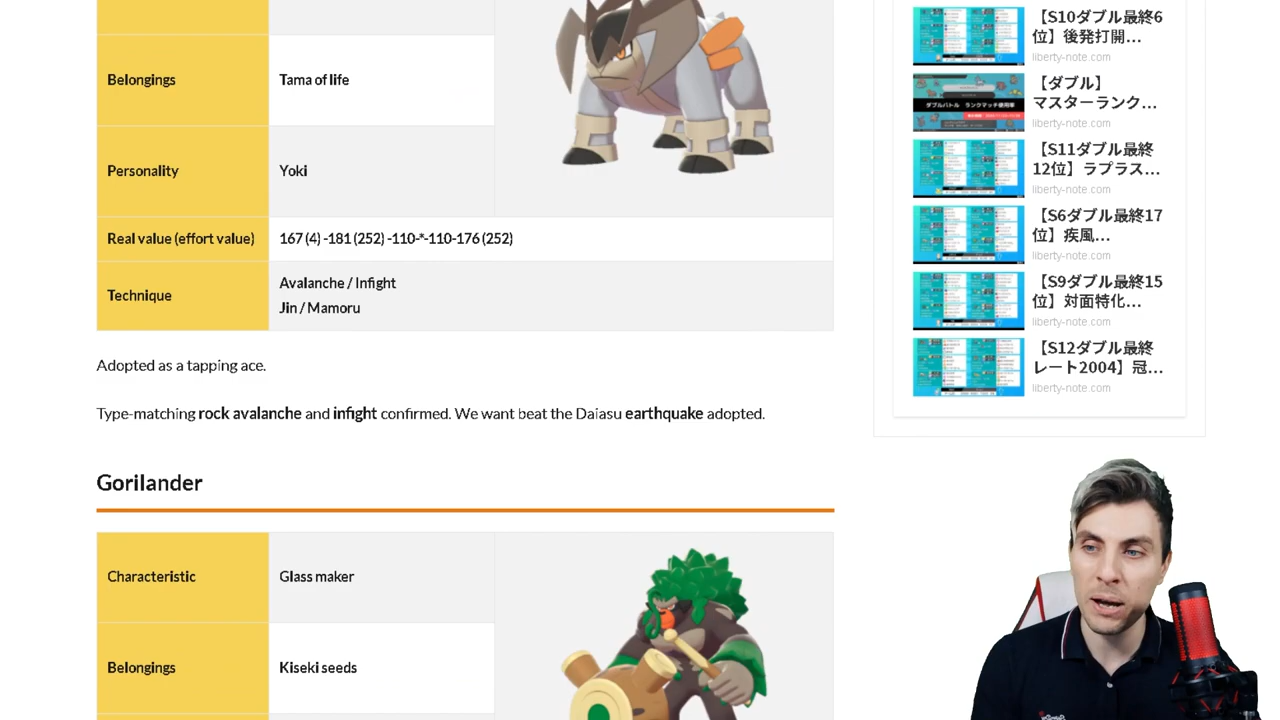 Belongings
Tama of life
Personality
Yoki
Real value (effort value)
167 (4) -181 (252) -110-*-110-176 (252)
Technique
Avalanche / Infight
Jin / Mamoru
Adopted as a tapping ace.
Type-matching rock avalanche and infight confirmed. We want beat the Daiasu earthquake adopted.
Gorilander
Characteristic
Glass maker
Belongings
Kiseki seeds
【S10ダブル最終6
位】後発打開…
liberty-note.com
【ダブル】
マスターランク…
liberty-note.com
【S11ダブル最終
12位】ラプラス…
liberty-note.com
【S6ダブル最終17
位】疾風…
liberty-note.com
【S9ダブル最終15
位】対面特化…
liberty-note.com
【S12ダブル最終
レート2004】冠…
liberty-note.com